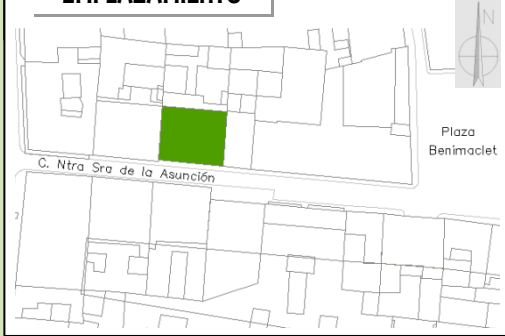 EMPLAZAMIENTO
N
Plaza
Benimaclet
C. Ntra Sra de la Asunción